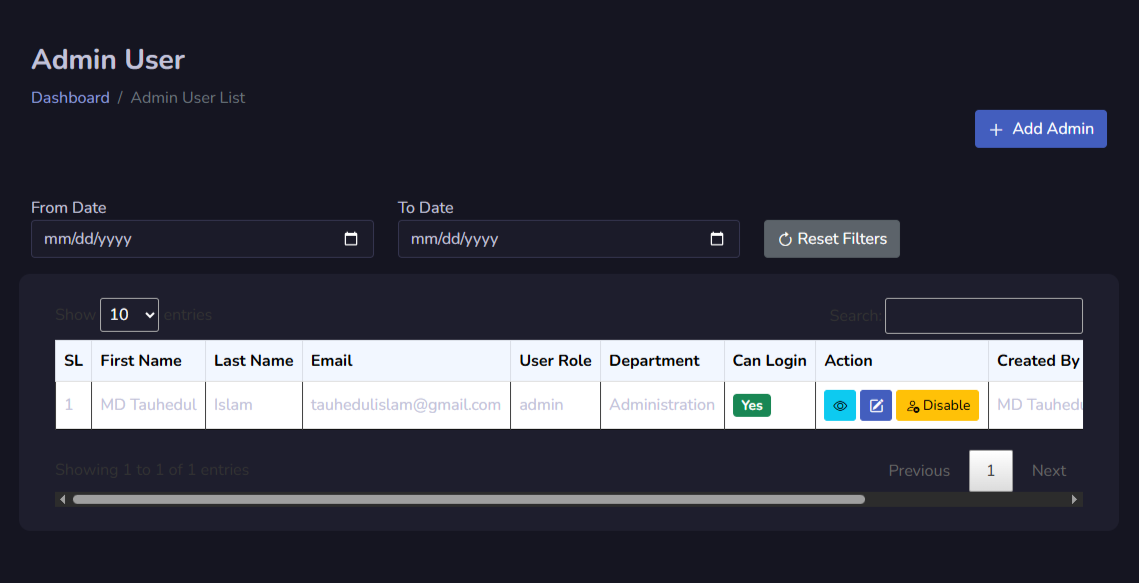 Admin User
Dashboard / Admin User List
+ Add Admin
From Date To Date
mm/dd/yyyy mm/dd/yyyy Reset Filters
Show 10 entries Search:
SL First Name Last Name Email User Role Department Can Login Action Created By
1 MD Tauhedul Islam tauhedulislam@gmail.com admin Administration Yes Disable MD Tauhedu
Showing 1 to 1 of 1 entries Previous 1 Next